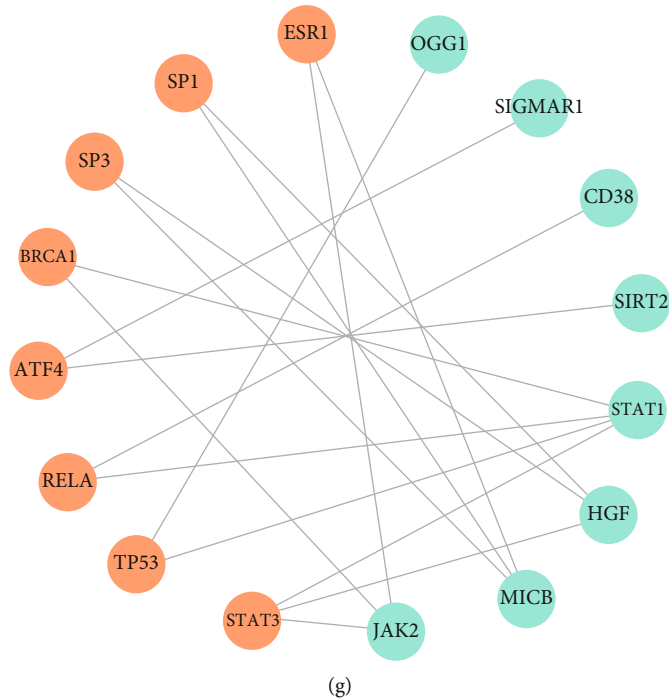 ESR1
OGG1
SP1
SIGMAR1
SP3
CD38
BRCA1
SIRT2
ATF4
STAT1
RELA
HGF
TP53
MICB
STAT3
JAK2
(g)